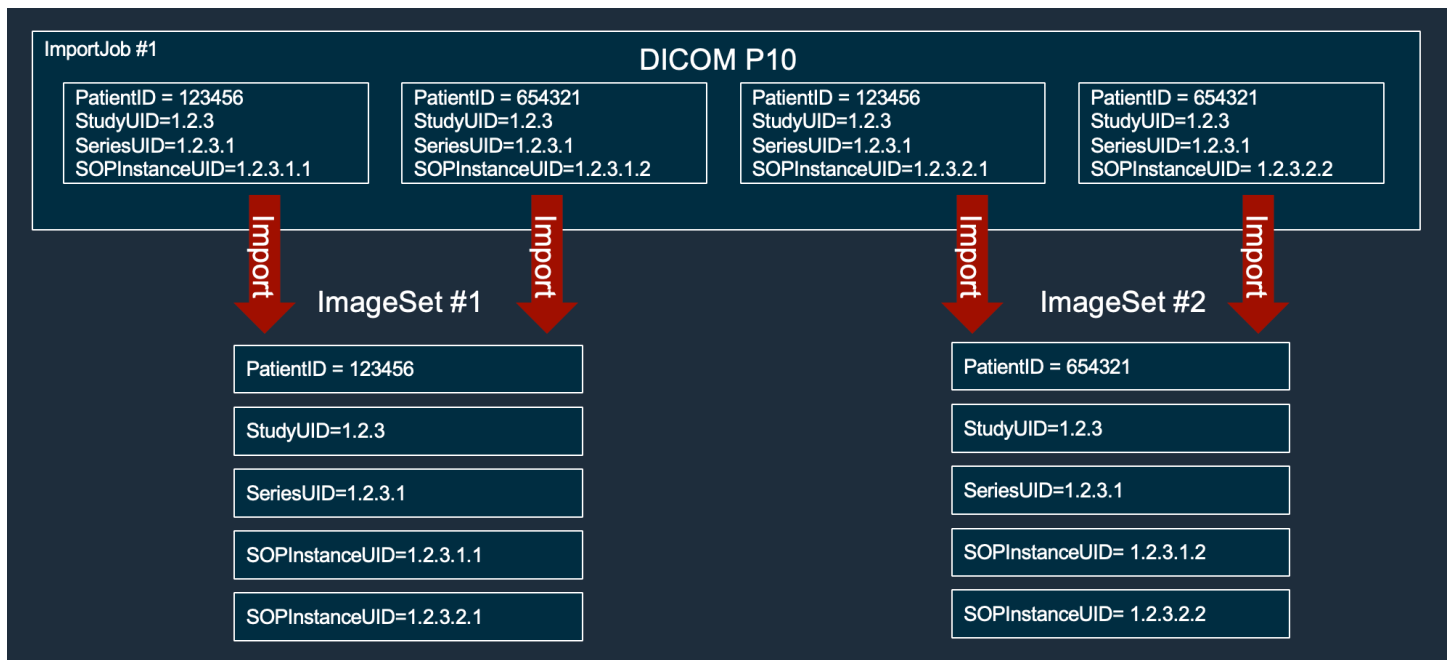 ImportJob #1
DICOM P10
PatientID = 123456
StudyUID=1.2.3
SeriesUID=1.2.3.1
SOPInstanceUID=1.2.3.1.1
PatientID = 654321
StudyUID=1.2.3
SeriesUID=1.2.3.1
SOPInstanceUID=1.2.3.1.2
PatientID = 123456
StudyUID=1.2.3
SeriesUID=1.2.3.1
SOPInstanceUID=1.2.3.2.1
PatientID = 654321
StudyUID=1.2.3
SeriesUID=1.2.3.1
SOPInstanceUID= 1.2.3.2.2
Import
Import
Import
Import
ImageSet #1
PatientID = 123456
StudyUID=1.2.3
SeriesUID=1.2.3.1
SOPInstanceUID=1.2.3.1.1
SOPInstanceUID=1.2.3.2.1
ImageSet #2
PatientID = 654321
StudyUID=1.2.3
SeriesUID=1.2.3.1
SOPInstanceUID= 1.2.3.1.2
SOPInstanceUID= 1.2.3.2.2